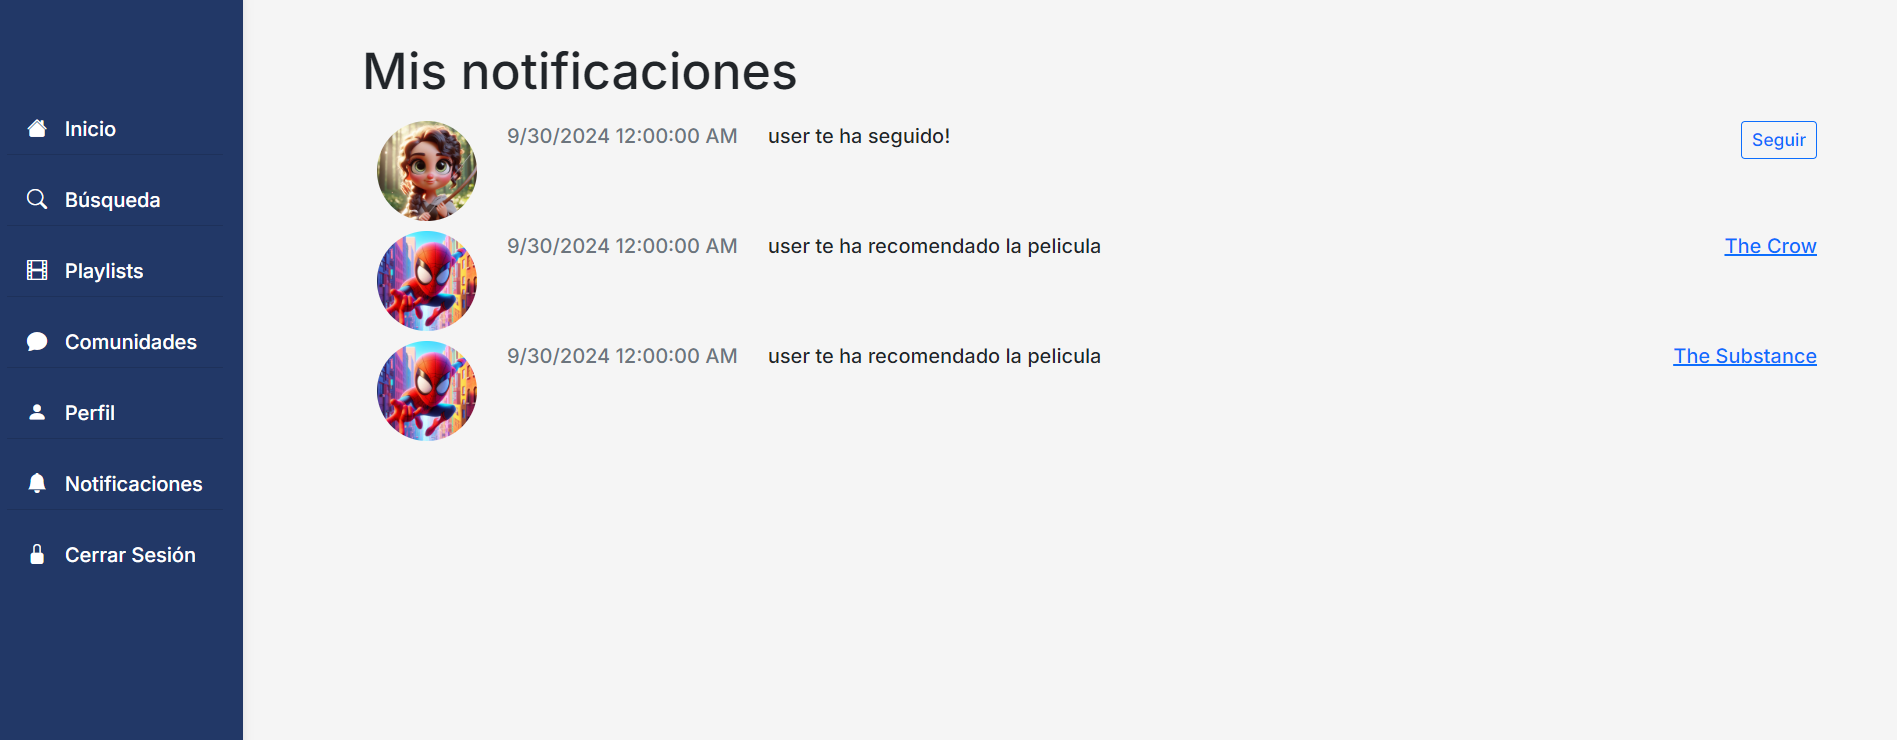 Inicio
Búsqueda
Playlists
Comunidades
Perfil
Notificaciones
Cerrar Sesión
Mis notificaciones
9/30/2024 12:00:00 AM user te ha seguido! Seguir
9/30/2024 12:00:00 AM user te ha recomendado la pelicula The Crow
9/30/2024 12:00:00 AM user te ha recomendado la pelicula The Substance